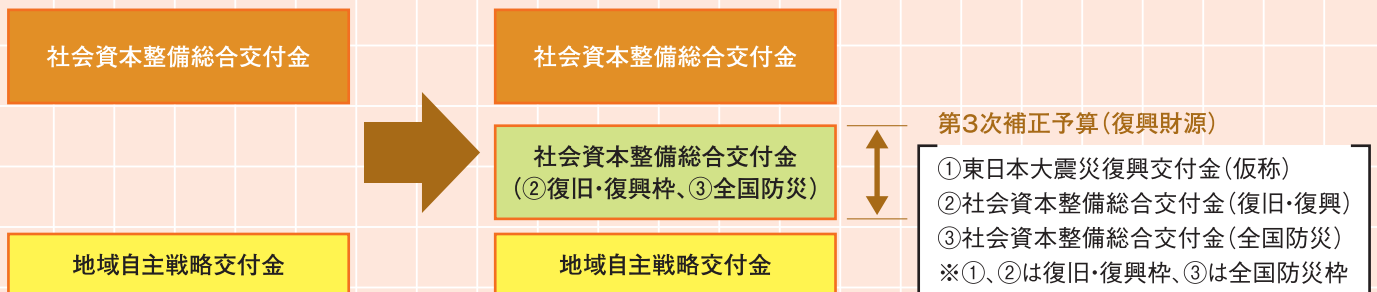 社会資本整備総合交付金
地域自主戦略交付金
社会資本整備総合交付金
社会資本整備総合交付金
（②復旧・復興枠、③全国防災）
地域自主戦略交付金
第3次補正予算（復興財源）
①東日本大震災復興交付金（仮称）
②社会資本整備総合交付金（復旧・復興）
③社会資本整備総合交付金（全国防災）
※①、②は復旧・復興枠、③は全国防災枠